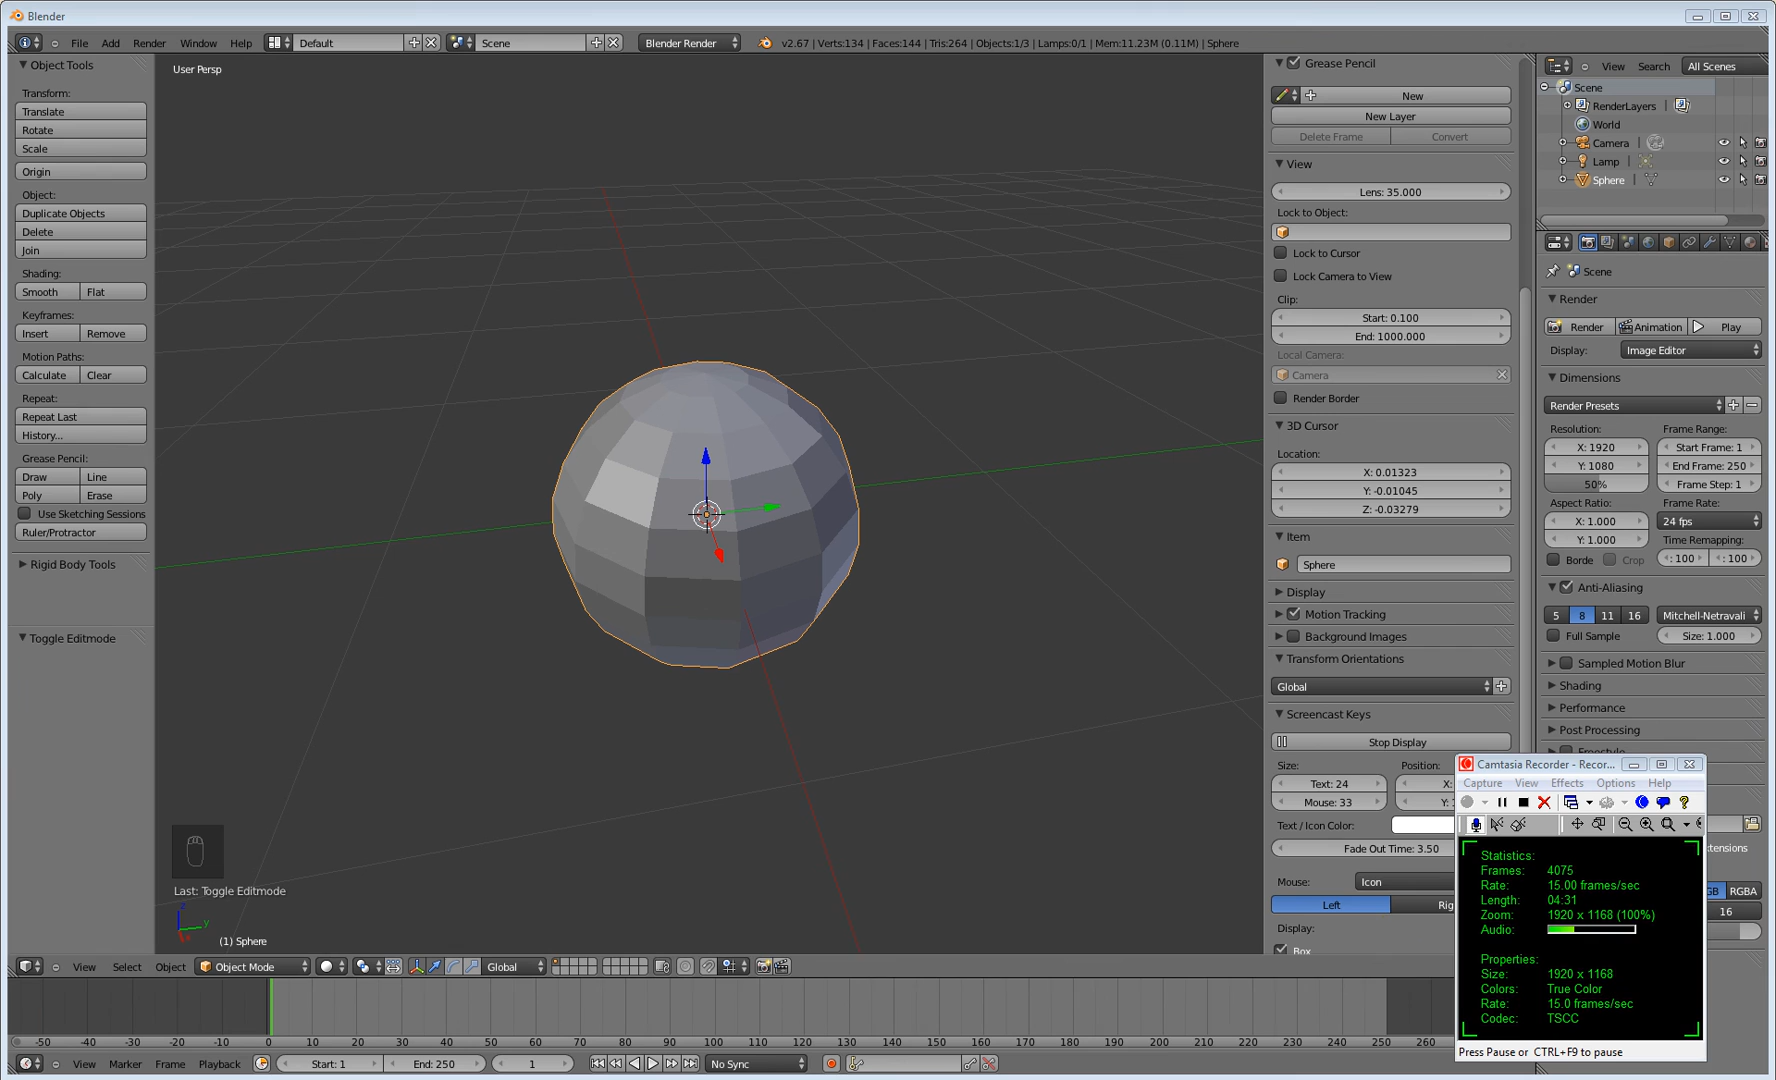 Blender
File Add Render Window Help Default Scene Blender Render v2.67 | Verts:134 | Faces:144 | Tris:264 | Objects:1/3 | Lamps:0/1 | Mem:11.23M (0.11M) | Sphere
Object Tools
Transform:
Translate
Rotate
Scale
Origin
Object:
Duplicate Objects
Delete
Join
Shading:
Smooth Flat
Keyframes:
Insert Remove
Motion Paths:
Calculate Clear
Repeat:
Repeat Last
History...
Grease Pencil:
Draw Line
Poly Erase
Use Sketching Sessions
Ruler/Protractor
Rigid Body Tools
Toggle Editmode
User Persp
Last: Toggle Editmode
z
y
x
(1) Sphere
View Select Object Object Mode Global
Grease Pencil
New
New Layer
Delete Frame Convert
View
Lens: 35.000
Lock to Object:
Lock to Cursor
Lock Camera to View
Clip:
Start: 0.100
End: 1000.000
Local Camera:
Camera
Render Border
3D Cursor
Location:
X: 0.01323
Y: -0.01045
Z: -0.03279
Item
Sphere
Display
Motion Tracking
Background Images
Transform Orientations
Global
Screencast Keys
Stop Display
Size: Position:
Text: 24 X:
Mouse: 33 Y:
Text / Icon Color:
Fade Out Time: 3.50
Mouse: Icon
Left Rig
Display:
Box
View Search All Scenes
Scene
RenderLayers |
World
Camera |
Lamp |
Sphere |
Scene
Render
Render Animation Play
Display: Image Editor
Dimensions
Render Presets
Resolution: Frame Range:
X: 1920 Start Frame: 1
Y: 1080 End Frame: 250
50% Frame Step: 1
Aspect Ratio: Frame Rate:
X: 1.000 24 fps
Y: 1.000 Time Remapping:
Borde Crop : 100 : 100
Anti-Aliasing
5 8 11 16 Mitchell-Netravali
Full Sample Size: 1.000
Sampled Motion Blur
Shading
Performance
Post Processing
Freestyle
Camtasia Recorder - Recor...
Capture View Effects Options Help
Statistics:
Frames: 4075
Rate: 15.00 frames/sec
Length: 04:31
Zoom: 1920 x 1168 (100%)
Audio:
Properties:
Size: 1920 x 1168
Colors: True Color
Rate: 15.0 frames/sec
Codec: TSCC
Press Pause or CTRL+F9 to pause
tensions
GB RGBA
16
-50 -40 -30 -20 -10 0 10 20 30 40 50 60 70 80 90 100 110 120 130 140 150 160 170 180 190 200 210 220 230 240 250 260
View Marker Frame Playback Start: 1 End: 250 1 No Sync